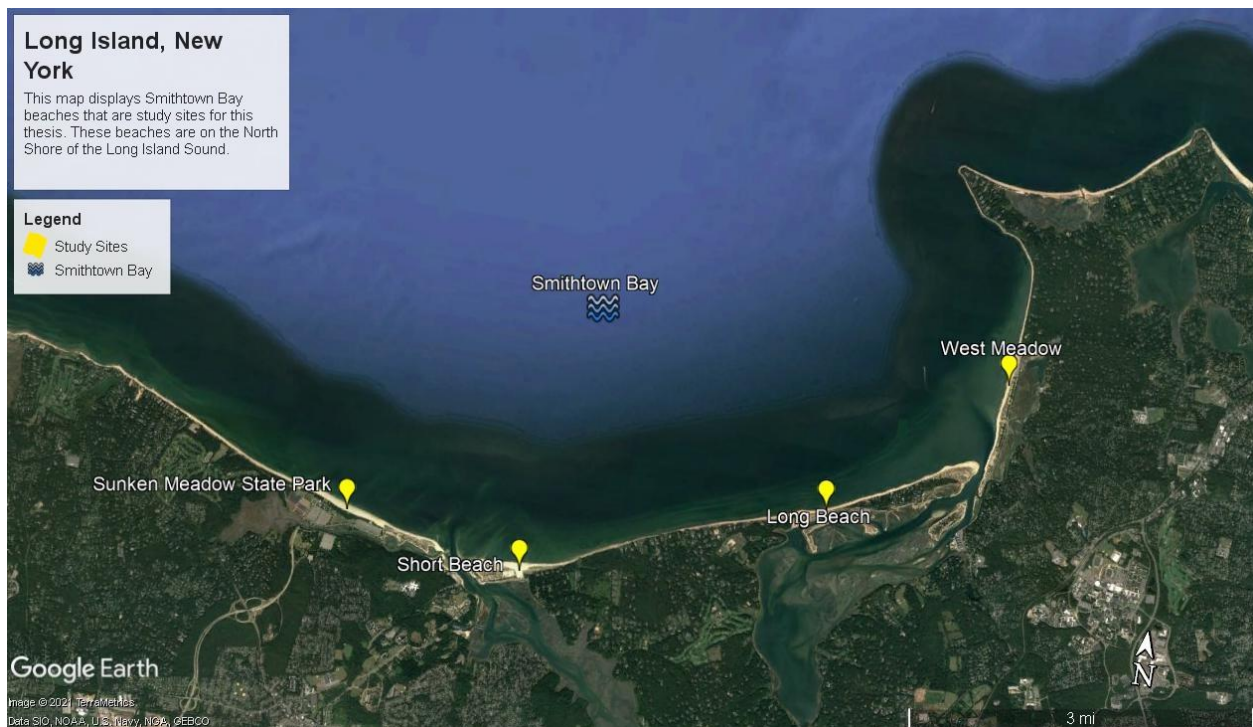 Long Island, New
York
This map displays Smithtown Bay
beaches that are study sites for this
thesis. These beaches are on the North
Shore of the Long Island Sound.
Legend
Study Sites
Smithtown Bay
Smithtown Bay
West Meadow
Sunken Meadow State Park
Long Beach
Short Beach
Google Earth
N
Image © 2021 TerraMetrics
Data SIO, NOAA, U.S. Navy, NGA, GEBCO
3 mi